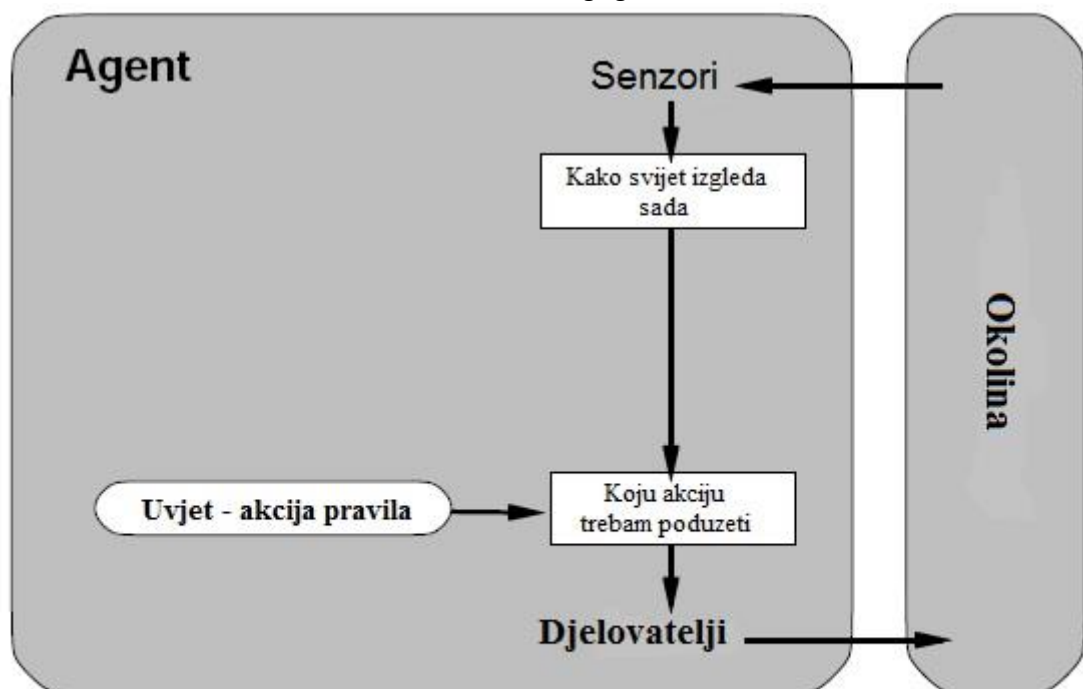 Agent
Senzori
Kako svijet izgleda
sada
Okolina
Koju akciju
trebam poduzeti
Uvjet - akcija pravila
Djelovatelji